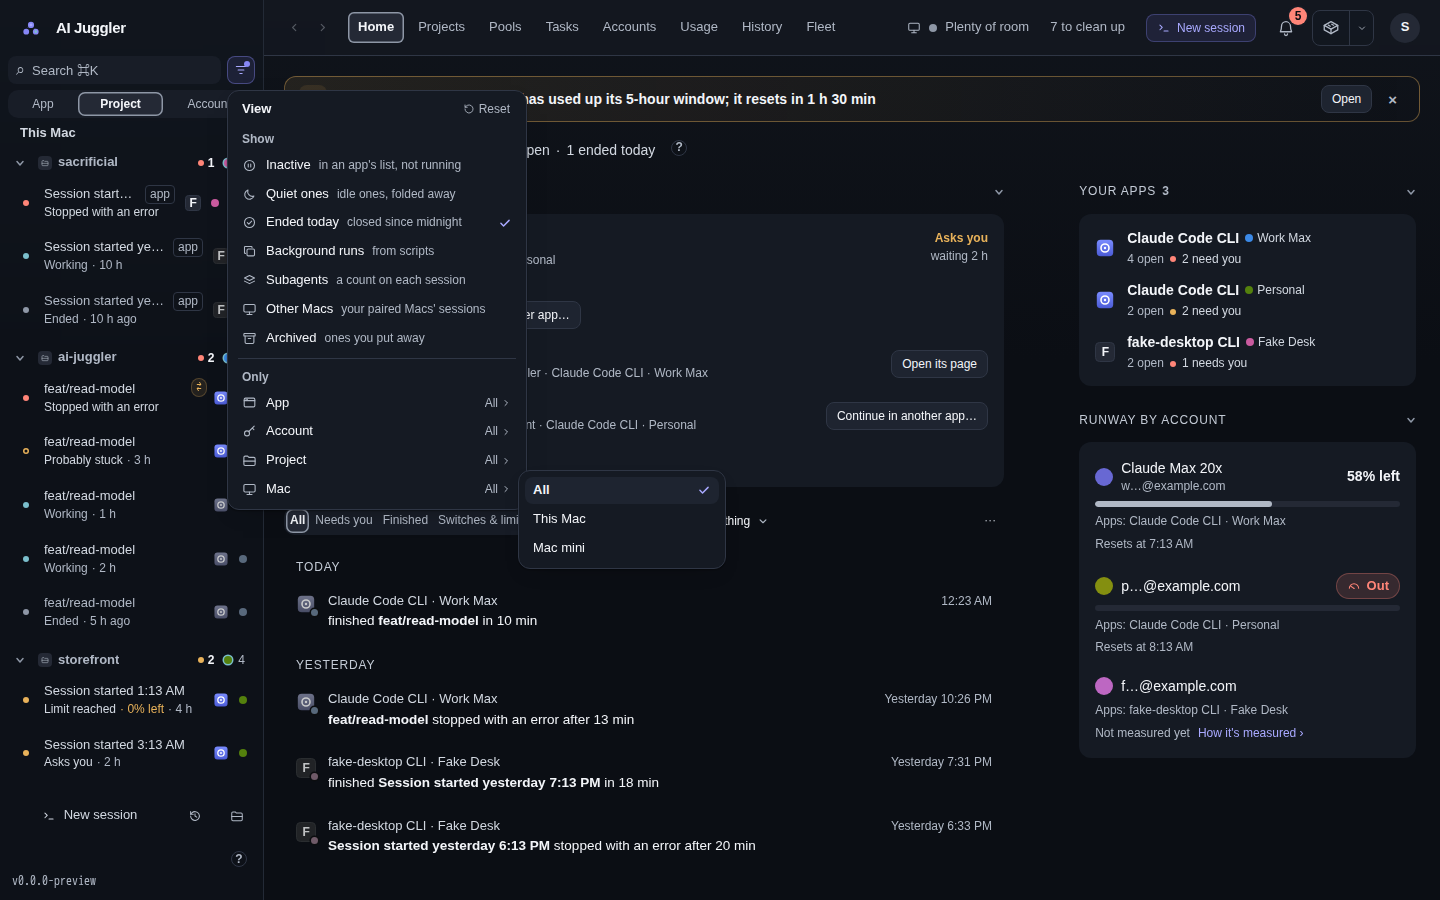 AI Juggler
Home
Projects
Pools
Tasks
Accounts
Usage
History
Fleet
Plenty of room
7 to clean up
New session
5
S
Search ⌘K
App
Project
Accoun
This Mac
sacrificial
1
Session start…
app
F
Stopped with an error
Session started ye…
app
F
Working · 10 h
Session started ye…
app
F
Ended · 10 h ago
ai-juggler
2
feat/read-model
Stopped with an error
feat/read-model
Probably stuck · 3 h
feat/read-model
Working · 1 h
feat/read-model
Working · 2 h
feat/read-model
Ended · 5 h ago
storefront
2
4
Session started 1:13 AM
Limit reached · 0% left · 4 h
Session started 3:13 AM
Asks you · 2 h
New session
?
v0.0.0-preview
View
Reset
Show
Inactive in an app's list, not running
Quiet ones idle ones, folded away
Ended today closed since midnight
Background runs from scripts
Subagents a count on each session
Other Macs your paired Macs' sessions
Archived ones you put away
Only
App
All
Account
All
Project
All
Mac
All
All
This Mac
Mac mini
has used up its 5-hour window; it resets in 1 h 30 min
Open
×
pen · 1 ended today
?
Asks you
sonal
waiting 2 h
er app…
Open its page
ler · Claude Code CLI · Work Max
Continue in another app…
nt · Claude Code CLI · Personal
All
Needs you
Finished
Switches & limi
thing
…
TODAY
Claude Code CLI · Work Max
12:23 AM
finished feat/read-model in 10 min
YESTERDAY
Claude Code CLI · Work Max
Yesterday 10:26 PM
feat/read-model stopped with an error after 13 min
F
fake-desktop CLI · Fake Desk
Yesterday 7:31 PM
finished Session started yesterday 7:13 PM in 18 min
F
fake-desktop CLI · Fake Desk
Yesterday 6:33 PM
Session started yesterday 6:13 PM stopped with an error after 20 min
YOUR APPS 3
Claude Code CLI
Work Max
4 open
2 need you
Claude Code CLI
Personal
2 open
2 need you
F
fake-desktop CLI
Fake Desk
2 open
1 needs you
RUNWAY BY ACCOUNT
Claude Max 20x
58% left
w…@example.com
Apps: Claude Code CLI · Work Max
Resets at 7:13 AM
p…@example.com
Out
Apps: Claude Code CLI · Personal
Resets at 8:13 AM
f…@example.com
Apps: fake-desktop CLI · Fake Desk
Not measured yet
How it's measured ›